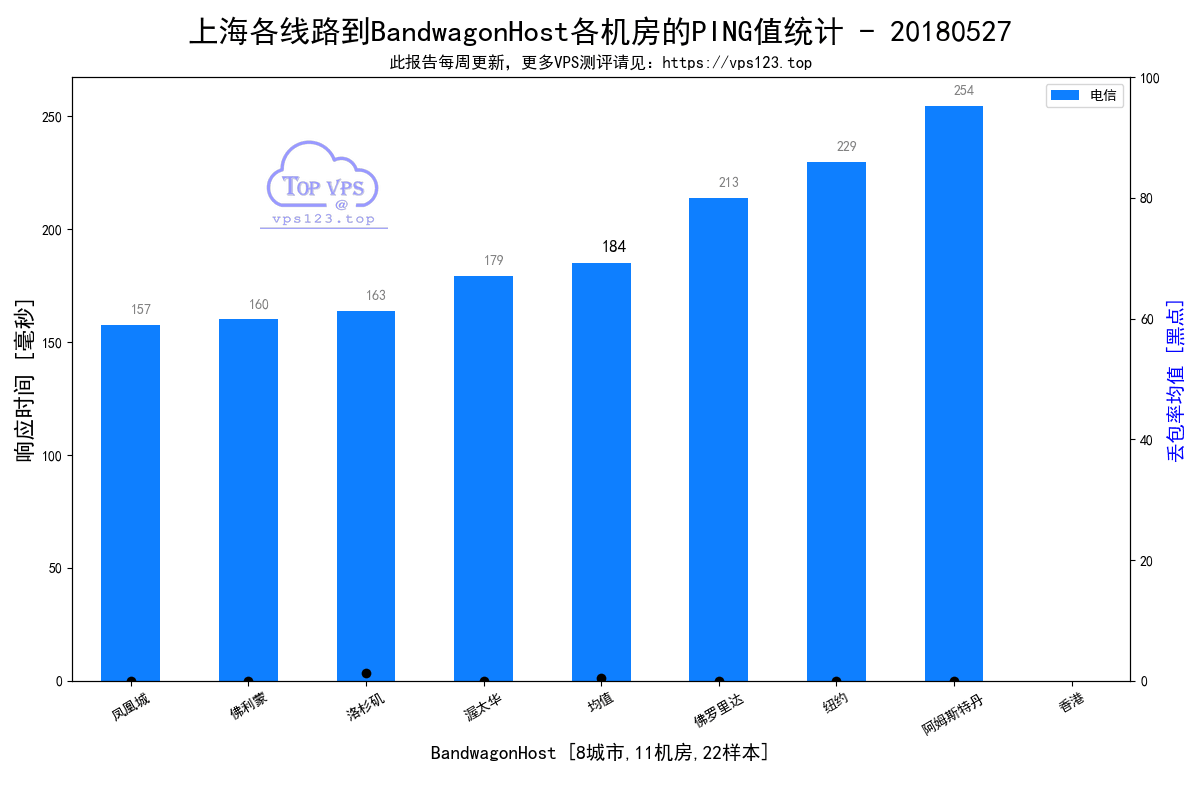 上海各线路到BandwagonHost各机房的PING值统计 - 20180527
此报告每周更新，更多VPS测评请见：https://vps123.top
100
电信
254
250
229
213
80
TOP VPS
@
vps123.top
200
184
179
163
160
157
60
150
响应时间 [毫秒]
丢包率均值 [黑点]
100
40
50
20
0
0
凤凰城
佛利蒙
洛杉矶
渥太华
均值
佛罗里达
纽约
阿姆斯特丹
香港
BandwagonHost [8城市,11机房,22样本]